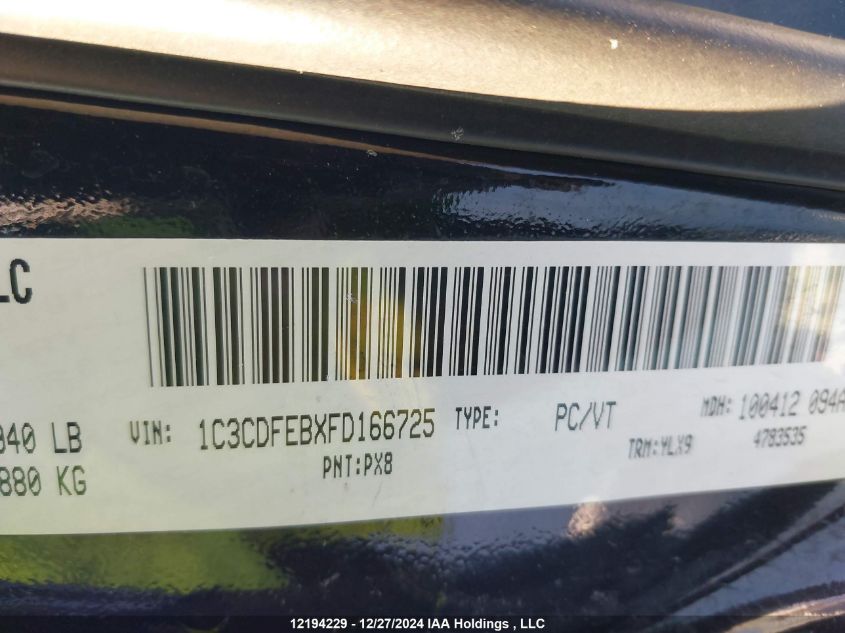 LC
VIN: 1C3CDFEBXFD166725 TYPE: PC/VT MDH: 100412 094A
840 LB
880 KG
PNT:PX8
TRM:YLX9
4783535
12194229 - 12/27/2024 IAA Holdings , LLC